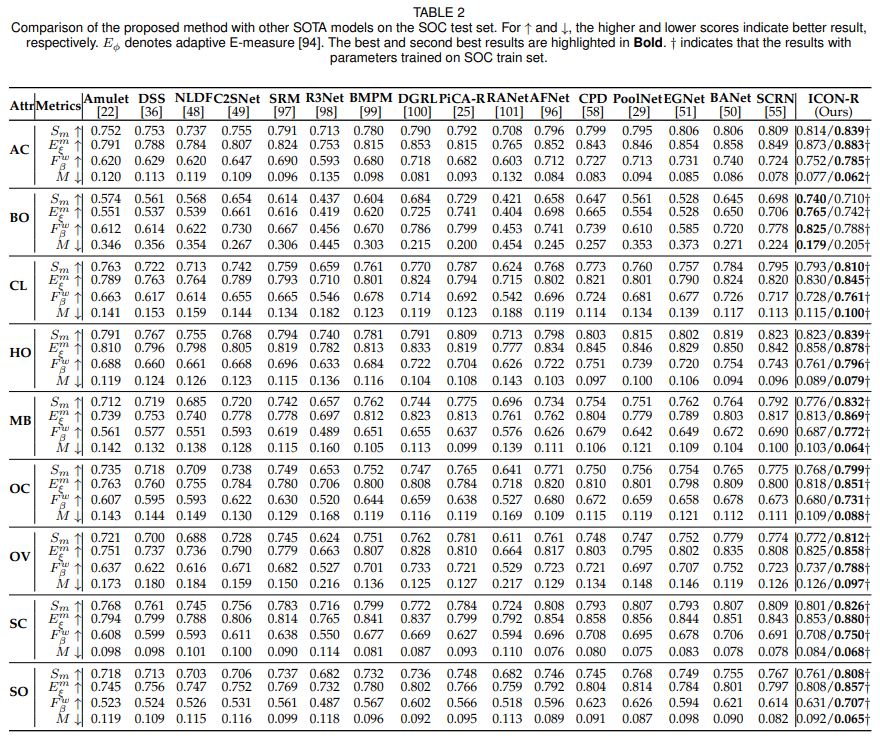 TABLE 2
Comparison of the proposed method with other SOTA models on the SOC test set. For ↑ and ↓, the higher and lower scores indicate better result,
respectively. E_ϕ denotes adaptive E-measure [94]. The best and second best results are highlighted in Bold. † indicates that the results with
parameters trained on SOC train set.
Attr Metrics Amulet DSS NLDF C2SNet SRM R3Net BMPM DGRL PiCA-R RANet AFNet CPD PoolNet EGNet BANet SCRN ICON-R
[22] [36] [48] [49] [97] [98] [99] [100] [25] [101] [96] [58] [29] [51] [50] [55] (Ours)
AC S_m ↑ 0.752 0.753 0.737 0.755 0.791 0.713 0.780 0.790 0.792 0.708 0.796 0.799 0.795 0.806 0.806 0.809 0.814/0.839†
E_ξ^m ↑ 0.791 0.788 0.784 0.807 0.824 0.753 0.815 0.853 0.815 0.765 0.852 0.843 0.846 0.854 0.858 0.849 0.873/0.883†
F_β^w ↑ 0.620 0.629 0.620 0.647 0.690 0.593 0.680 0.718 0.682 0.603 0.712 0.727 0.713 0.731 0.740 0.724 0.752/0.785†
M ↓ 0.120 0.113 0.119 0.109 0.096 0.135 0.098 0.081 0.093 0.132 0.084 0.083 0.094 0.085 0.086 0.078 0.077/0.062†
BO S_m ↑ 0.574 0.561 0.568 0.654 0.614 0.437 0.604 0.684 0.729 0.421 0.658 0.647 0.561 0.528 0.645 0.698 0.740/0.710†
E_ξ^m ↑ 0.551 0.537 0.539 0.661 0.616 0.419 0.620 0.725 0.741 0.404 0.698 0.665 0.554 0.528 0.650 0.706 0.765/0.742†
F_β^w ↑ 0.612 0.614 0.622 0.730 0.667 0.456 0.670 0.786 0.799 0.453 0.741 0.739 0.610 0.585 0.720 0.778 0.825/0.788†
M ↓ 0.346 0.356 0.354 0.267 0.306 0.445 0.303 0.215 0.200 0.454 0.245 0.257 0.353 0.373 0.271 0.224 0.179/0.205†
CL S_m ↑ 0.763 0.722 0.713 0.742 0.759 0.659 0.761 0.770 0.787 0.624 0.768 0.773 0.760 0.757 0.784 0.795 0.793/0.810†
E_ξ^m ↑ 0.789 0.763 0.764 0.789 0.793 0.710 0.801 0.824 0.794 0.715 0.802 0.821 0.801 0.790 0.824 0.820 0.830/0.845†
F_β^w ↑ 0.663 0.617 0.614 0.655 0.665 0.546 0.678 0.714 0.692 0.542 0.696 0.724 0.681 0.677 0.726 0.717 0.728/0.761†
M ↓ 0.141 0.153 0.159 0.144 0.134 0.182 0.123 0.119 0.123 0.188 0.119 0.114 0.134 0.139 0.117 0.113 0.115/0.100†
HO S_m ↑ 0.791 0.767 0.755 0.768 0.794 0.740 0.781 0.791 0.809 0.713 0.798 0.803 0.815 0.802 0.819 0.823 0.823/0.839†
E_ξ^m ↑ 0.810 0.796 0.798 0.805 0.819 0.782 0.813 0.833 0.819 0.777 0.834 0.845 0.846 0.829 0.850 0.842 0.858/0.878†
F_β^w ↑ 0.688 0.660 0.661 0.668 0.696 0.633 0.684 0.722 0.704 0.626 0.722 0.751 0.739 0.720 0.754 0.743 0.761/0.796†
M ↓ 0.119 0.124 0.126 0.123 0.115 0.136 0.116 0.104 0.108 0.143 0.103 0.097 0.100 0.106 0.094 0.096 0.089/0.079†
MB S_m ↑ 0.712 0.719 0.685 0.720 0.742 0.657 0.762 0.744 0.775 0.696 0.734 0.754 0.751 0.762 0.764 0.792 0.776/0.832†
E_ξ^m ↑ 0.739 0.753 0.740 0.778 0.778 0.697 0.812 0.823 0.813 0.761 0.762 0.804 0.779 0.789 0.803 0.817 0.813/0.869†
F_β^w ↑ 0.561 0.577 0.551 0.593 0.619 0.489 0.651 0.655 0.637 0.576 0.626 0.679 0.642 0.649 0.672 0.690 0.687/0.772†
M ↓ 0.142 0.132 0.138 0.128 0.115 0.160 0.105 0.113 0.099 0.139 0.111 0.106 0.121 0.109 0.104 0.100 0.103/0.064†
OC S_m ↑ 0.735 0.718 0.709 0.738 0.749 0.653 0.752 0.747 0.765 0.641 0.771 0.750 0.756 0.754 0.765 0.775 0.768/0.799†
E_ξ^m ↑ 0.763 0.760 0.755 0.784 0.780 0.706 0.800 0.808 0.784 0.718 0.820 0.810 0.801 0.798 0.809 0.800 0.818/0.851†
F_β^w ↑ 0.607 0.595 0.593 0.622 0.630 0.520 0.644 0.659 0.638 0.527 0.680 0.672 0.659 0.658 0.678 0.673 0.680/0.731†
M ↓ 0.143 0.144 0.149 0.130 0.129 0.168 0.119 0.116 0.119 0.169 0.109 0.115 0.119 0.121 0.112 0.111 0.109/0.088†
OV S_m ↑ 0.721 0.700 0.688 0.728 0.745 0.624 0.751 0.762 0.781 0.611 0.761 0.748 0.747 0.752 0.779 0.774 0.772/0.812†
E_ξ^m ↑ 0.751 0.737 0.736 0.790 0.779 0.663 0.807 0.828 0.810 0.664 0.817 0.803 0.795 0.802 0.835 0.808 0.825/0.858†
F_β^w ↑ 0.637 0.622 0.616 0.671 0.682 0.527 0.701 0.733 0.721 0.529 0.723 0.721 0.697 0.707 0.752 0.723 0.737/0.788†
M ↓ 0.173 0.180 0.184 0.159 0.150 0.216 0.136 0.125 0.127 0.217 0.129 0.134 0.148 0.146 0.119 0.126 0.126/0.097†
SC S_m ↑ 0.768 0.761 0.745 0.756 0.783 0.716 0.799 0.772 0.784 0.724 0.808 0.793 0.807 0.793 0.807 0.809 0.801/0.826†
E_ξ^m ↑ 0.794 0.799 0.788 0.806 0.814 0.765 0.841 0.837 0.799 0.792 0.854 0.858 0.856 0.844 0.851 0.843 0.853/0.880†
F_β^w ↑ 0.608 0.599 0.593 0.611 0.638 0.550 0.677 0.669 0.627 0.594 0.696 0.708 0.695 0.678 0.706 0.691 0.708/0.750†
M ↓ 0.098 0.098 0.101 0.100 0.090 0.114 0.081 0.087 0.093 0.110 0.076 0.080 0.075 0.083 0.078 0.078 0.084/0.068†
SO S_m ↑ 0.718 0.713 0.703 0.706 0.737 0.682 0.732 0.736 0.748 0.682 0.746 0.745 0.768 0.749 0.755 0.767 0.761/0.808†
E_ξ^m ↑ 0.745 0.756 0.747 0.752 0.769 0.732 0.780 0.802 0.766 0.759 0.792 0.804 0.814 0.784 0.801 0.797 0.808/0.857†
F_β^w ↑ 0.523 0.524 0.526 0.531 0.561 0.487 0.567 0.602 0.566 0.518 0.596 0.623 0.626 0.594 0.621 0.614 0.631/0.707†
M ↓ 0.119 0.109 0.115 0.116 0.099 0.118 0.096 0.092 0.095 0.113 0.089 0.091 0.087 0.098 0.090 0.082 0.092/0.065†